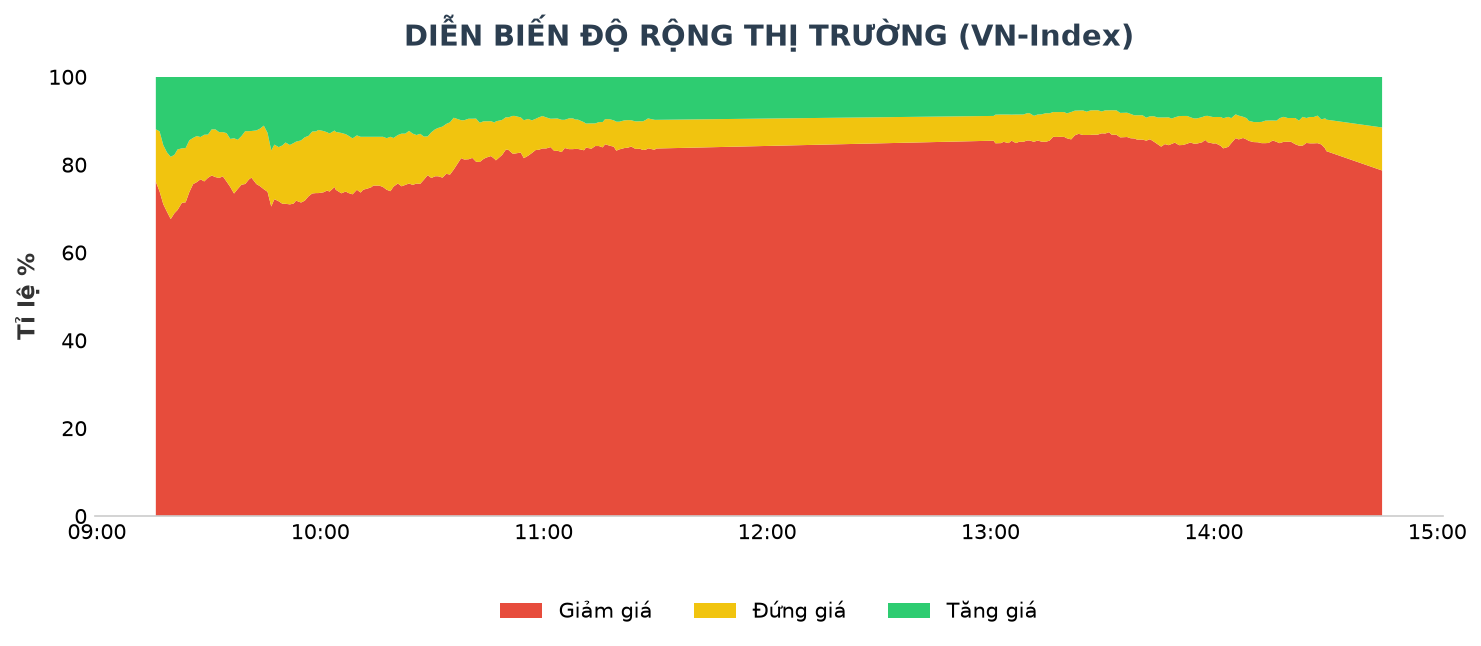 DIỄN BIẾN ĐỘ RỘNG THỊ TRƯỜNG (VN-Index)
Tỉ lệ %
100
80
60
40
20
0
09:00 10:00 11:00 12:00 13:00 14:00 15:00
Giảm giá Đứng giá Tăng giá